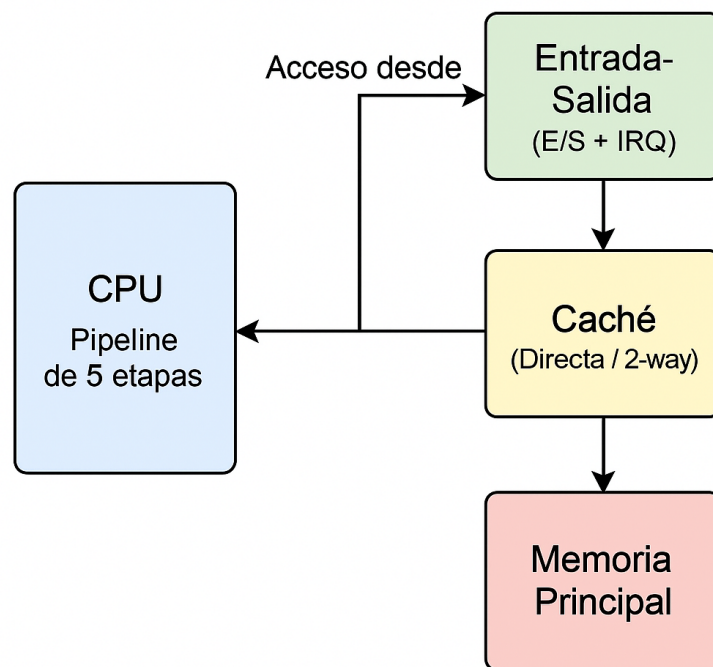 Acceso desde
Entrada-
Salida
(E/S + IRQ)
CPU
Pipeline
de 5 etapas
Caché
(Directa / 2-way)
Memoria
Principal